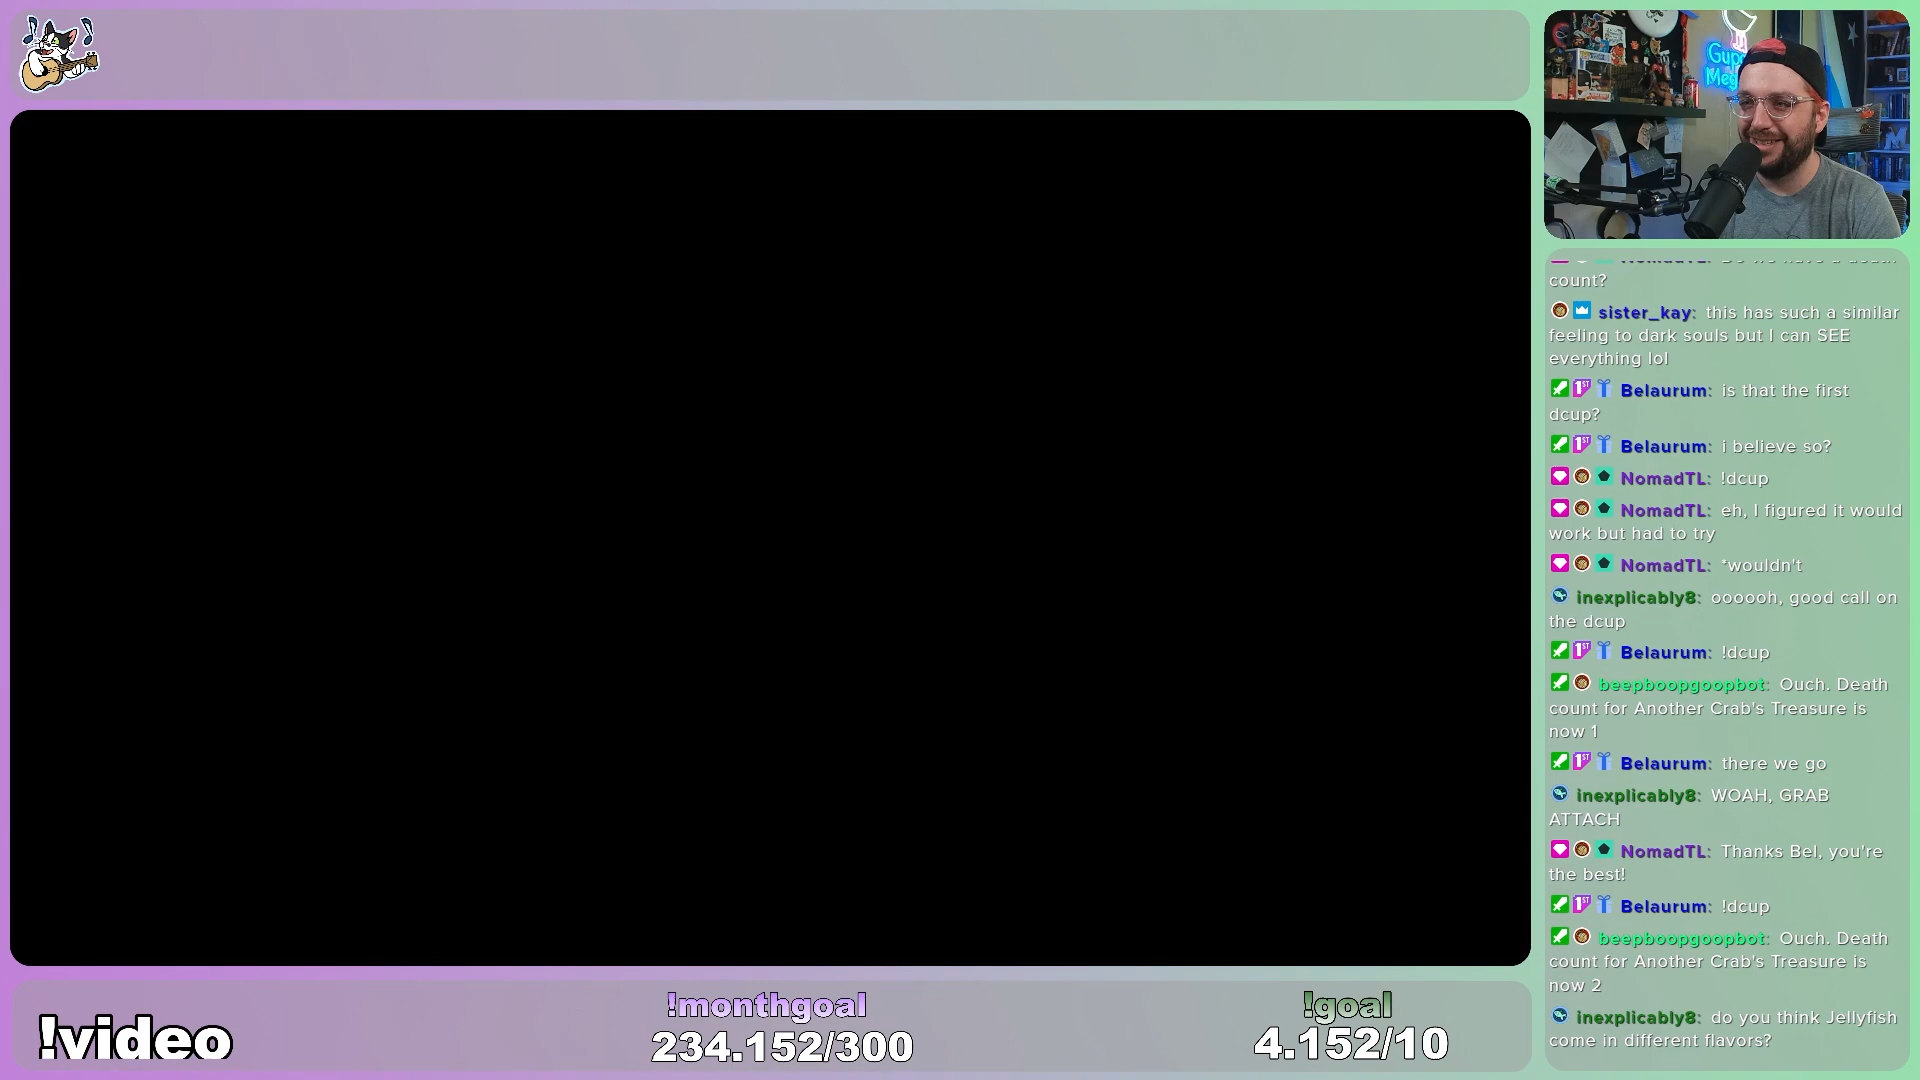 count?
sister_kay: this has such a similar
feeling to dark souls but I can SEE
everything lol
Belaurum: is that the first
dcup?
Belaurum: i believe so?
NomadTL: !dcup
NomadTL: eh, I figured it would
work but had to try
NomadTL: *wouldn't
inexplicably8: oooooh, good call on
the dcup
Belaurum: !dcup
beepboopgoopbot: Ouch. Death
count for Another Crab's Treasure is
now 1
Belaurum: there we go
inexplicably8: WOAH, GRAB
ATTACH
NomadTL: Thanks Bel, you're
the best!
Belaurum: !dcup
beepboopgoopbot: Ouch. Death
count for Another Crab's Treasure is
now 2
inexplicably8: do you think Jellyfish
come in different flavors?
!video
!monthgoal
234.152/300
!goal
4.152/10